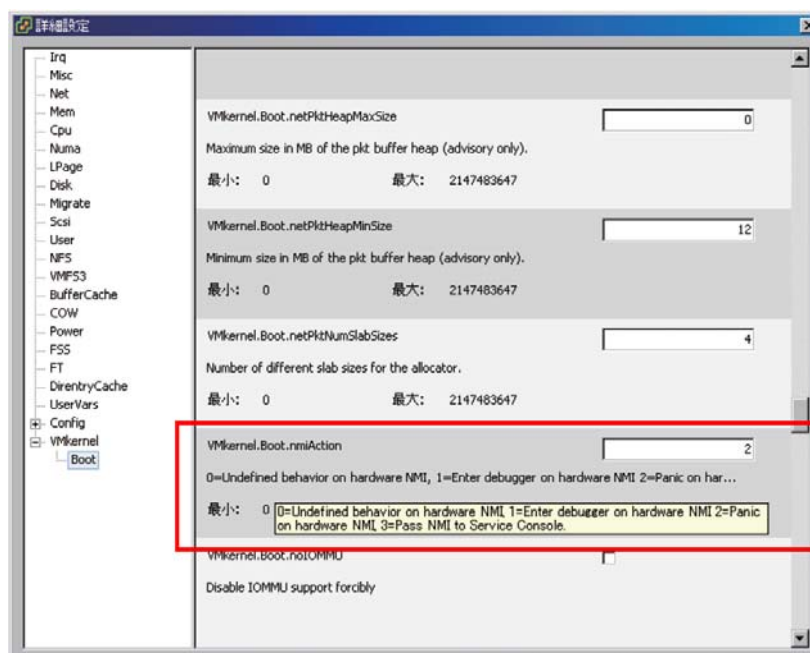 詳細設定
Irq
Misc
Net
Mem
Cpu
Numa
LPage
Disk
Migrate
Scsi
User
NFS
VMFS3
BufferCache
COW
Power
FSS
FT
DirentryCache
UserVars
Config
VMkernel
Boot
VMkernel.Boot.netPktHeapMaxSize 0
Maximum size in MB of the pkt buffer heap (advisory only).
最小: 0 最大: 2147483647
VMkernel.Boot.netPktHeapMinSize 12
Minimum size in MB of the pkt buffer heap (advisory only).
最小: 0 最大: 2147483647
VMkernel.Boot.netPktNumSlabSizes 4
Number of different slab sizes for the allocator.
最小: 0 最大: 2147483647
VMkernel.Boot.nmiAction 2
0=Undefined behavior on hardware NMI, 1=Enter debugger on hardware NMI 2=Panic on har...
最小: 0
0=Undefined behavior on hardware NMI, 1=Enter debugger on hardware NMI 2=Panic
on hardware NMI, 3=Pass NMI to Service Console.
VMkernel.Boot.noIOMMU
Disable IOMMU support forcibly